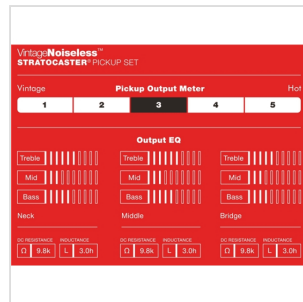 VintageNoiseless™
STRATOCASTER® PICKUP SET
Vintage Pickup Output Meter Hot
1 2 3 4 5
Output EQ
Treble Treble Treble
Mid Mid Mid
Bass Bass Bass
Neck Middle Bridge
DC RESISTANCE INDUCTANCE DC RESISTANCE INDUCTANCE DC RESISTANCE INDUCTANCE
Ω 9.8k L 3.0h Ω 9.8k L 3.0h Ω 9.8k L 3.0h